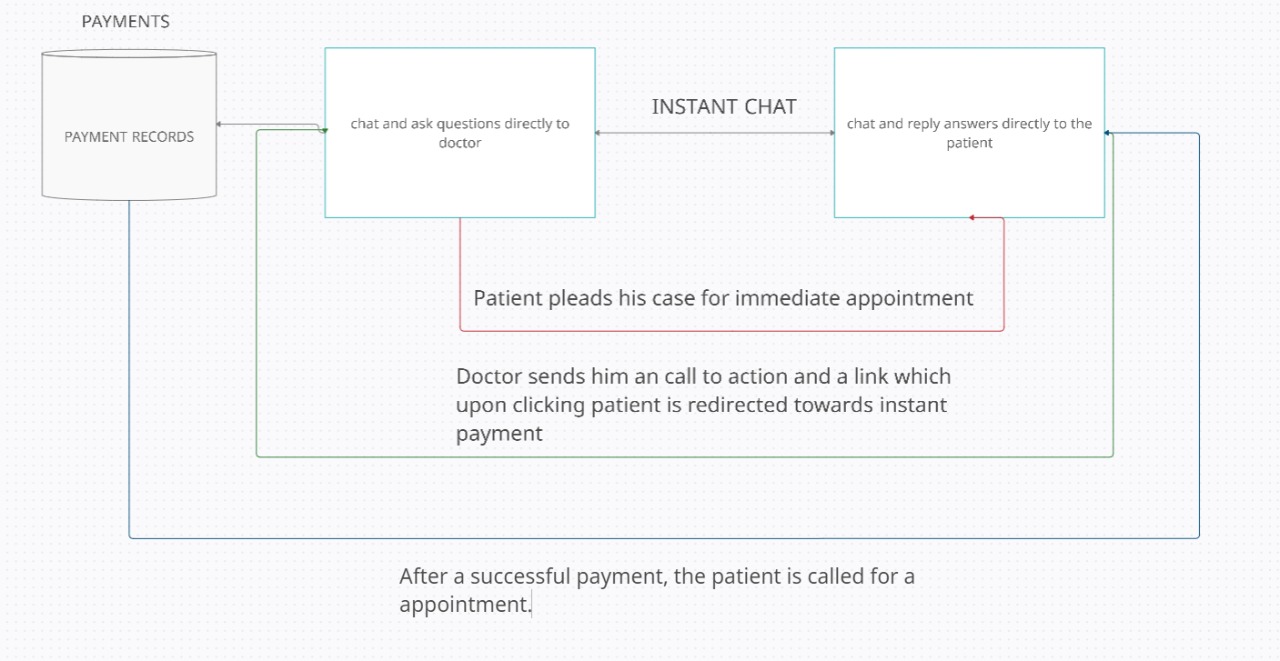 PAYMENTS
PAYMENT RECORDS
chat and ask questions directly to
doctor
INSTANT CHAT
chat and reply answers directly to the
patient
Patient pleads his case for immediate appointment
Doctor sends him an call to action and a link which
upon clicking patient is redirected towards instant
payment
After a successful payment, the patient is called for a
appointment.